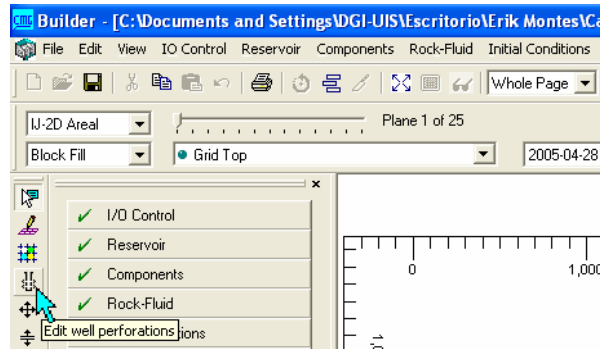 CMG Builder - [C:\Documents and Settings\DGI-UIS\Escritorio\Erik Montes\Ca
File Edit View IO Control Reservoir Components Rock-Fluid Initial Conditions
Whole Page
IJ-2D Areal Plane 1 of 25
Block Fill Grid Top 2005-04-28
I/O Control
Reservoir
0 1,000
Components
Rock-Fluid
Edit well perforations ions